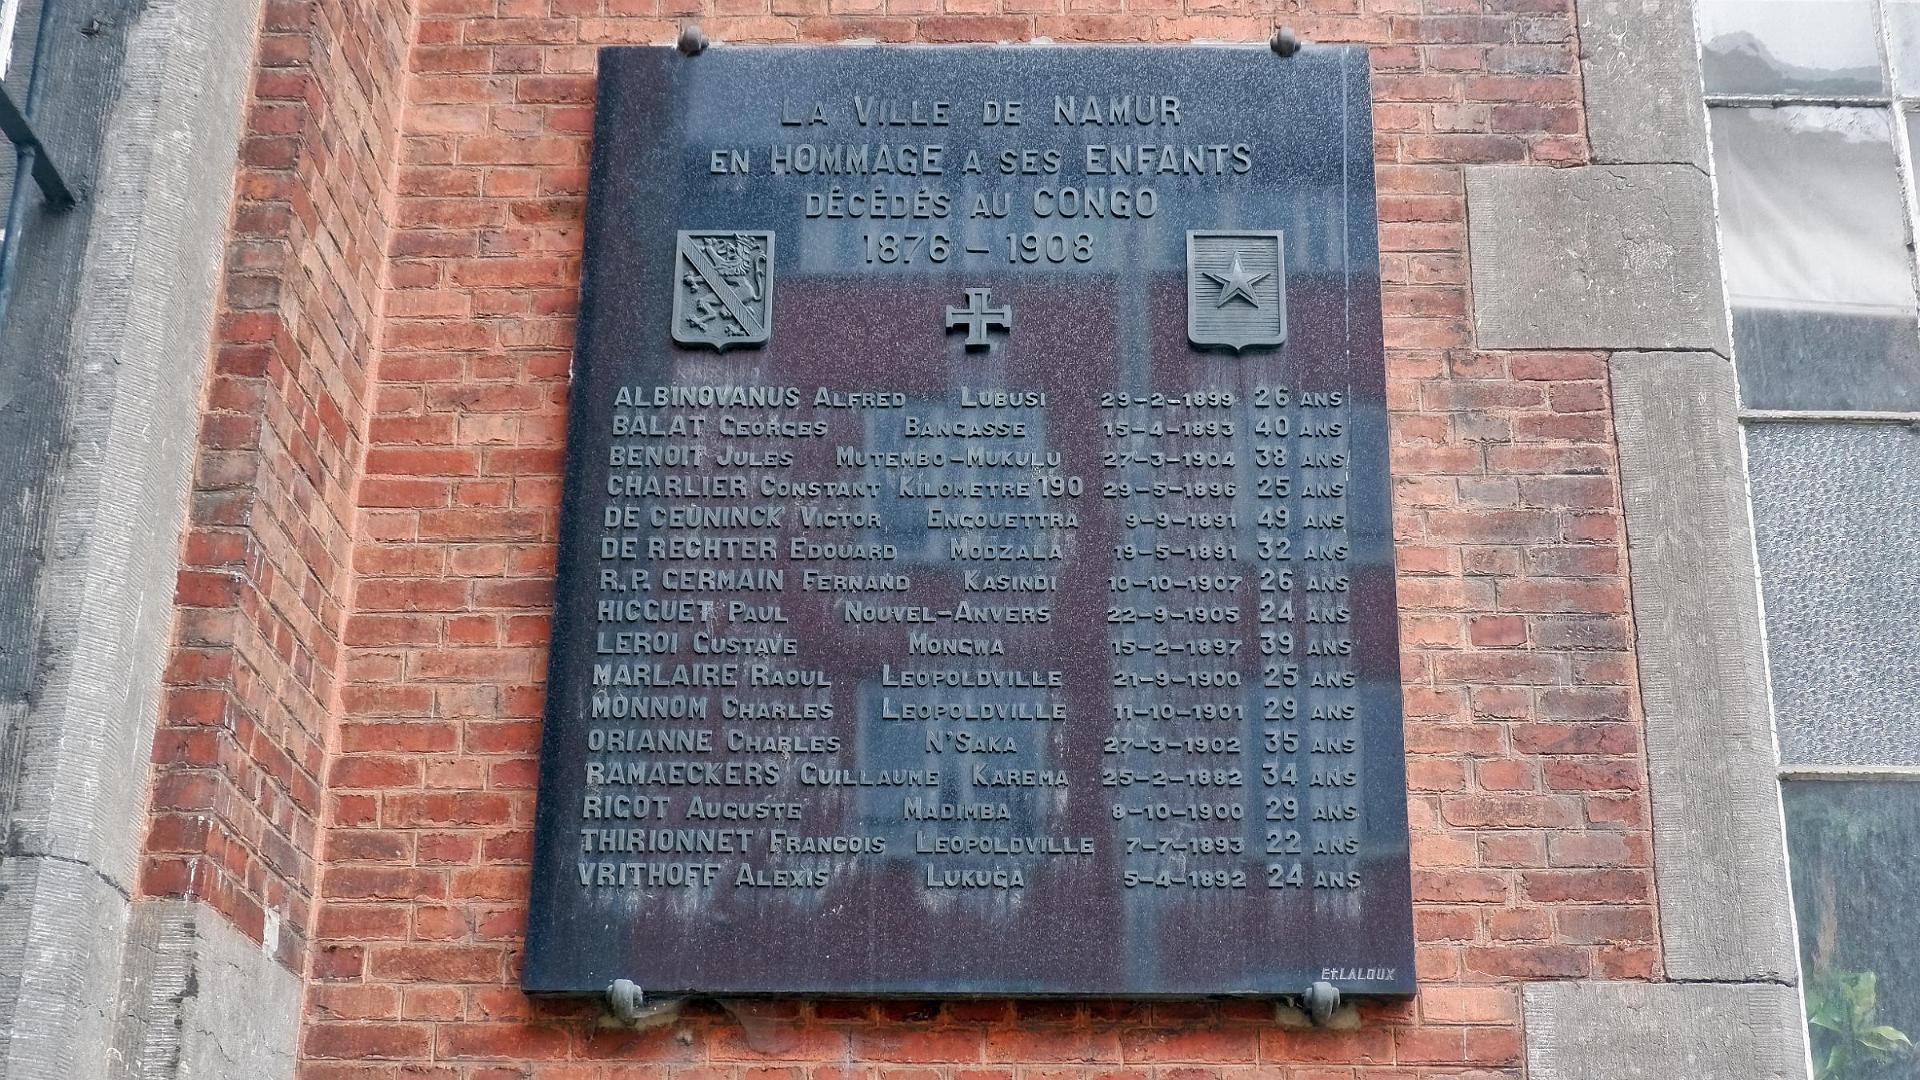 LA VILLE DE NAMUR
EN HOMMAGE A SES ENFANTS
DÉCÉDÉS AU CONGO
1876 - 1908
ALBINOVANUS ALFRED LUBUSI 29-2-1899 26 ANS
BALAT GEORGES BANGASSE 15-4-1893 40 ANS
BENOIT JULES MUTEMBO-MUKULU 27-3-1904 38 ANS
CHARLIER CONSTANT KILOMETRE 190 29-5-1896 25 ANS
DE CEUNINCK VICTOR ENGOUETTRA 9-9-1891 49 ANS
DE RECHTER EDOUARD MODZALA 19-5-1891 32 ANS
R.P. GERMAIN FERNAND KASINDI 10-10-1907 26 ANS
HICGUET PAUL NOUVEL-ANVERS 22-9-1905 24 ANS
LEROI GUSTAVE MONGWA 15-2-1897 39 ANS
MARLAIRE RAOUL LEOPOLDVILLE 21-9-1900 25 ANS
MONNOM CHARLES LEOPOLDVILLE 11-10-1901 29 ANS
ORIANNE CHARLES N'SAKA 27-3-1902 35 ANS
RAMAECKERS GUILLAUME KAREMA 25-2-1882 34 ANS
RIGOT AUGUSTE MADIMBA 8-10-1900 29 ANS
THIRIONNET FRANCOIS LEOPOLDVILLE 7-7-1893 22 ANS
VRITHOFF ALEXIS LUKUGA 5-4-1892 24 ANS
Et.LALOUX